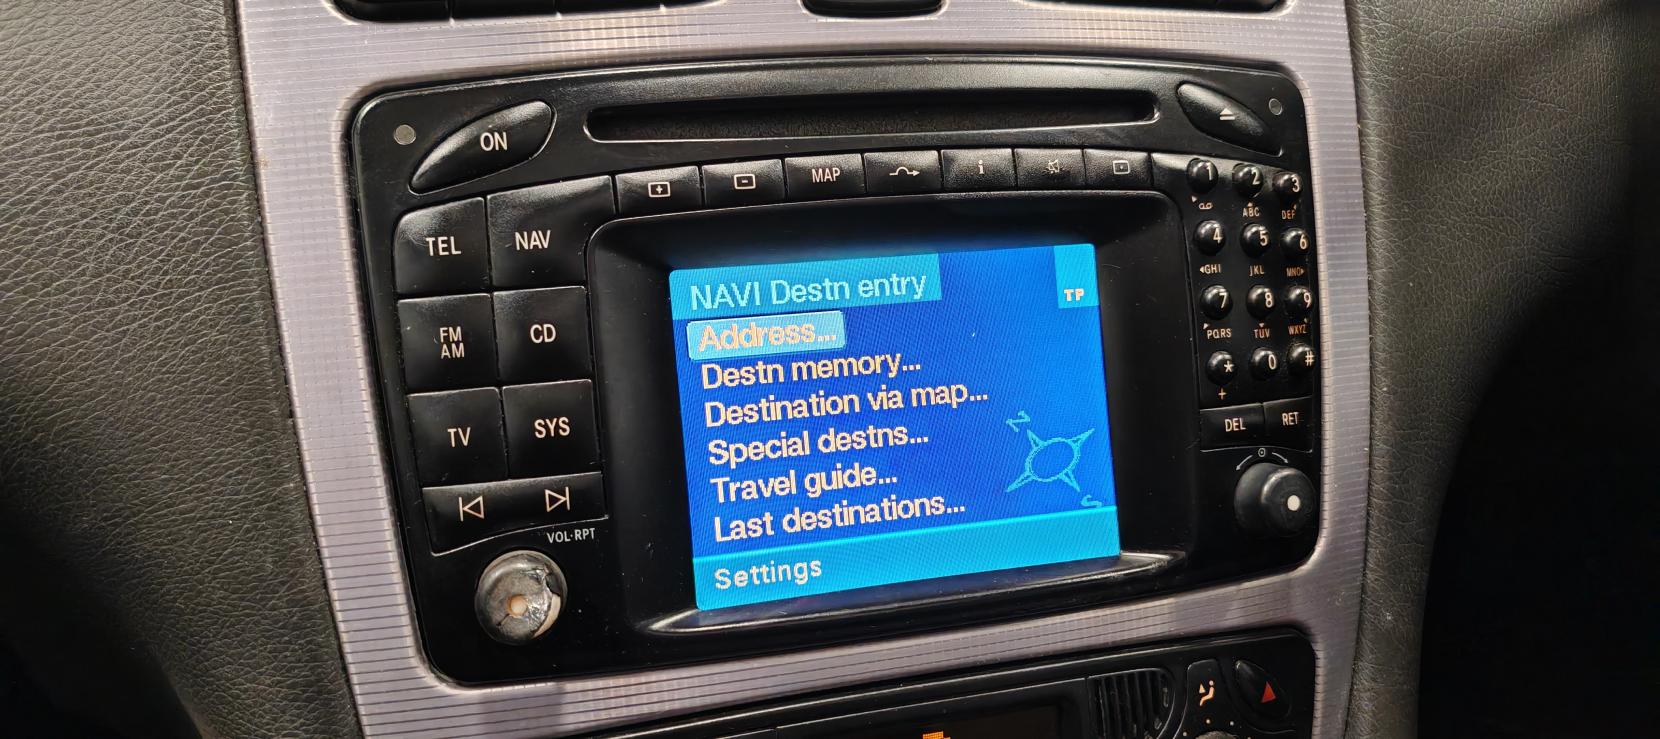 ON
MAP
i
TEL
NAV
FM
AM
CD
TV
SYS
VOL·RPT
NAVI Destn entry
TP
Address...
Destn memory...
Destination via map...
Special destns...
Travel guide...
Last destinations...
Settings
N
S
1 2 3
ABC DEF
4 5 6
GHI JKL MNO
7 8 9
PQRS TUV WXYZ
* 0 #
+
DEL RET